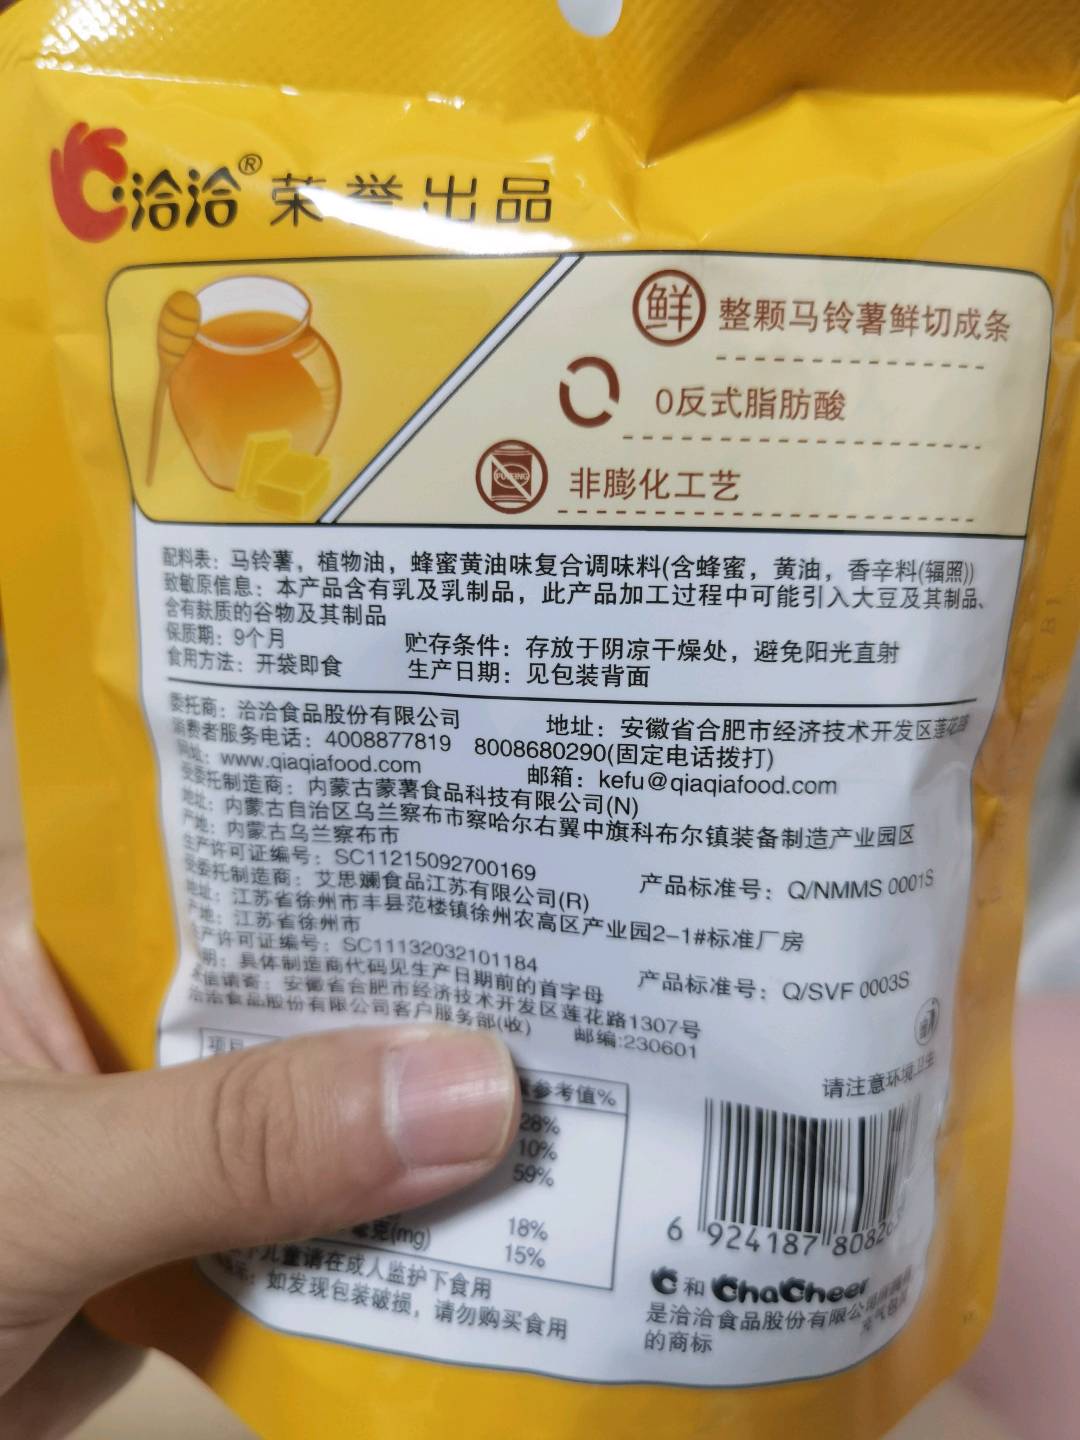 洽洽® 荣誉出品
鲜 整颗马铃薯鲜切成条
0反式脂肪酸
非膨化工艺
配料表：马铃薯，植物油，蜂蜜黄油味复合调味料(含蜂蜜，黄油，香辛料(辐照))
致敏原信息：本产品含有乳及乳制品，此产品加工过程中可能引入大豆及其制品、
含有麸质的谷物及其制品
保质期：9个月 贮存条件：存放于阴凉干燥处，避免阳光直射
食用方法：开袋即食 生产日期：见包装背面
委托商：洽洽食品股份有限公司 地址：安徽省合肥市经济技术开发区莲花路
消费者服务电话：4008877819 8008680290(固定电话拨打)
网址：www.qiaqiafood.com 邮箱：kefu@qiaqiafood.com
受委托制造商：内蒙古蒙薯食品科技有限公司(N)
地址：内蒙古自治区乌兰察布市察哈尔右翼中旗科布尔镇装备制造产业园区
产地：内蒙古乌兰察布市
生产许可证编号：SC11215092700169 产品标准号：Q/NMMS 0001S
受委托制造商：艾思斓食品江苏有限公司(R)
地址：江苏省徐州市丰县范楼镇徐州农高区产业园2-1#标准厂房
产地：江苏省徐州市
生产许可证编号：SC11132032101184 产品标准号：Q/SVF 0003S
明：具体制造商代码见生产日期前的首字母
信请寄：安徽省合肥市经济技术开发区莲花路1307号
洽洽食品股份有限公司客户服务部(收) 邮编:230601
请注意环境卫生
项目 参考值%
28%
10%
59%
毫克(mg) 18%
15%
儿童请在成人监护下食用
如发现包装破损，请勿购买食用
6 924187 8082
和 ChaCheer
是洽洽食品股份有限公
的商标